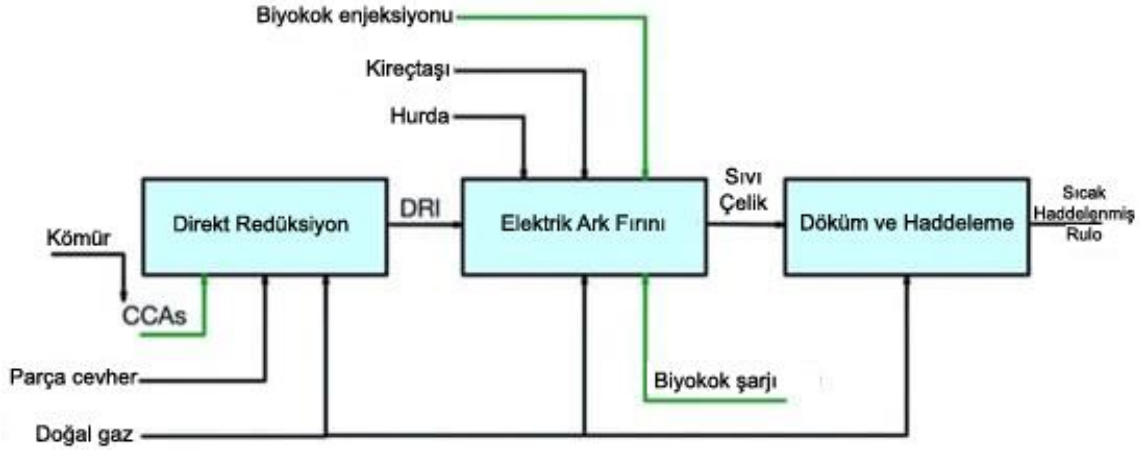 Biyokok enjeksiyonu
Kireçtaşı
Hurda
Direkt Redüksiyon
DRI
Elektrik Ark Fırını
Sıvı
Çelik
Döküm ve Haddeleme
Sıcak
Haddelenmiş
Rulo
Kömür
CCAs
Parça cevher
Biyokok şarjı
Doğal gaz